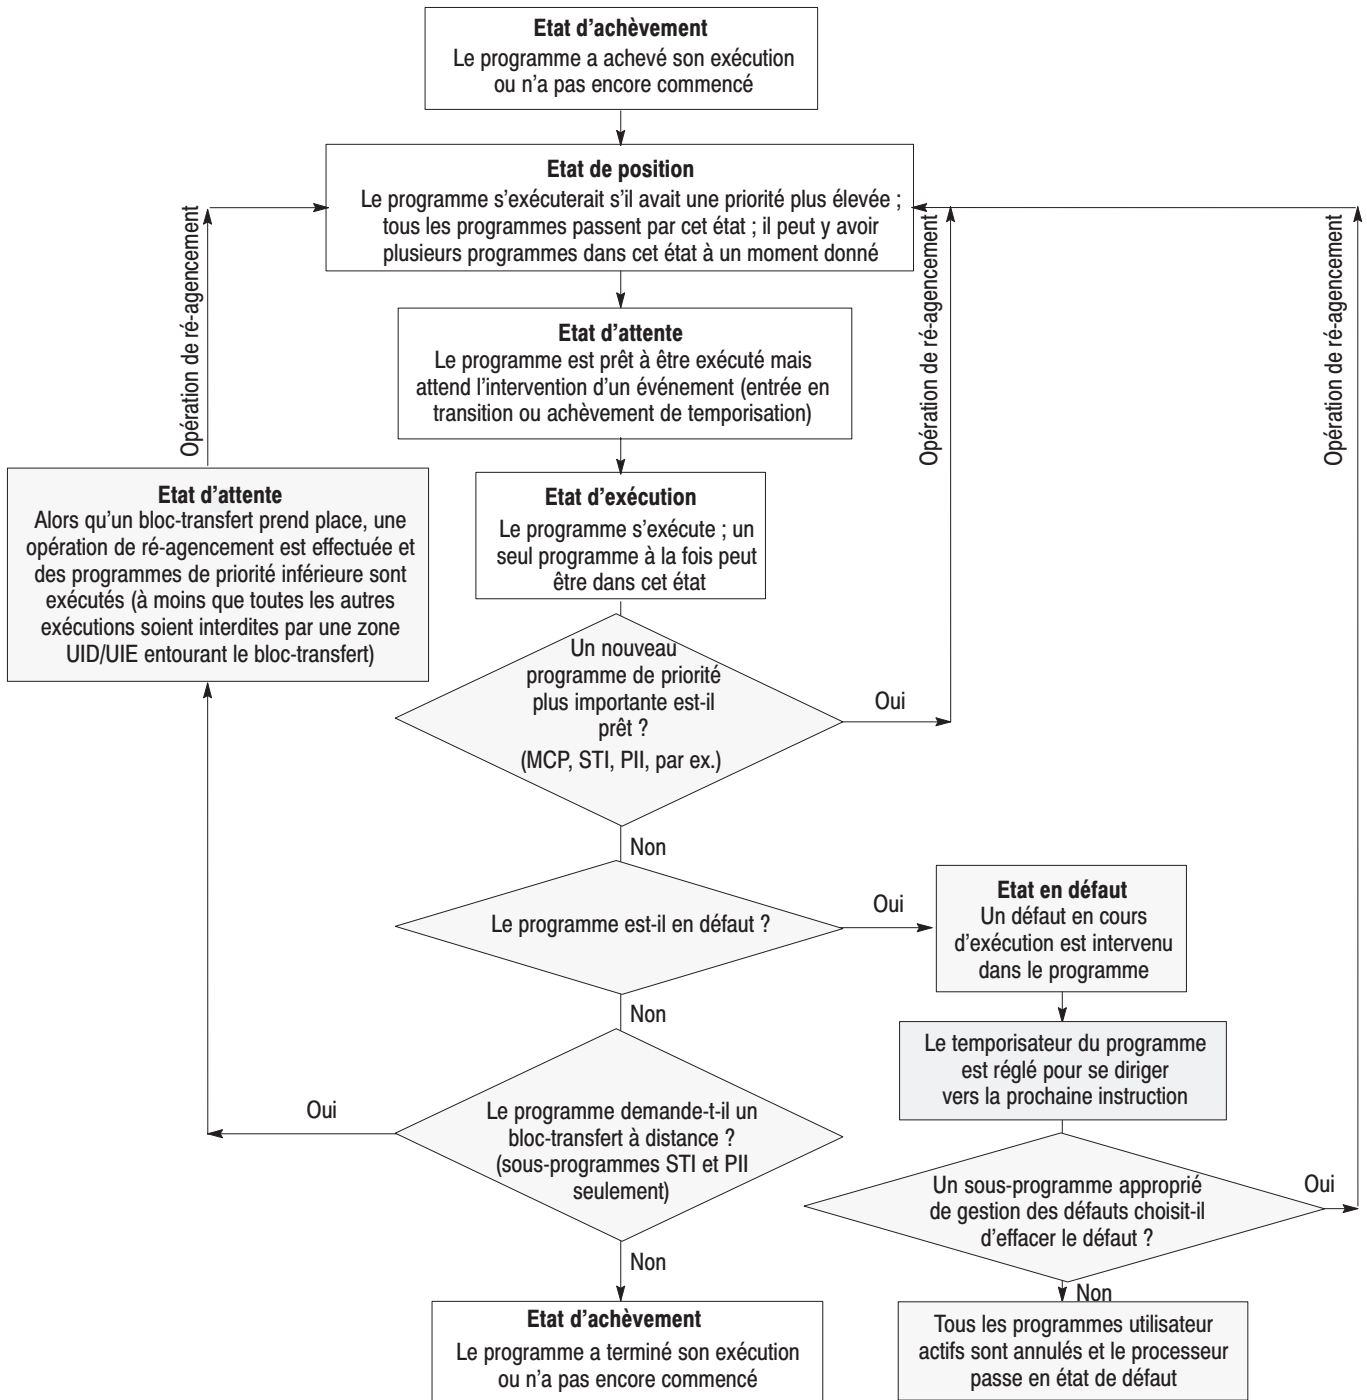 Etat d'achèvement
Le programme a achevé son exécution
ou n'a pas encore commencé
Etat de position
Le programme s'exécuterait s'il avait une priorité plus élevée ;
tous les programmes passent par cet état ; il peut y avoir
plusieurs programmes dans cet état à un moment donné
Opération de ré-agencement
Opération de ré-agencement
Opération de ré-agencement
Etat d'attente
Le programme est prêt à être exécuté mais
attend l'intervention d'un événement (entrée en
transition ou achèvement de temporisation)
Etat d'attente
Alors qu'un bloc-transfert prend place, une
opération de ré-agencement est effectuée et
des programmes de priorité inférieure sont
exécutés (à moins que toutes les autres
exécutions soient interdites par une zone
UID/UIE entourant le bloc-transfert)
Etat d'exécution
Le programme s'exécute ; un
seul programme à la fois peut
être dans cet état
Un nouveau
programme de priorité
plus importante est-il
prêt ?
(MCP, STI, PII, par ex.)
Oui
Non
Le programme est-il en défaut ?
Oui
Etat en défaut
Un défaut en cours
d'exécution est intervenu
dans le programme
Non
Le temporisateur du programme
est réglé pour se diriger
vers la prochaine instruction
Oui
Le programme demande-t-il un
bloc-transfert à distance ?
(sous-programmes STI et PII
seulement)
Un sous-programme approprié
de gestion des défauts choisit-il
d'effacer le défaut ?
Oui
Non
Non
Etat d'achèvement
Le programme a terminé son exécution
ou n'a pas encore commencé
Tous les programmes utilisateur
actifs sont annulés et le processeur
passe en état de défaut